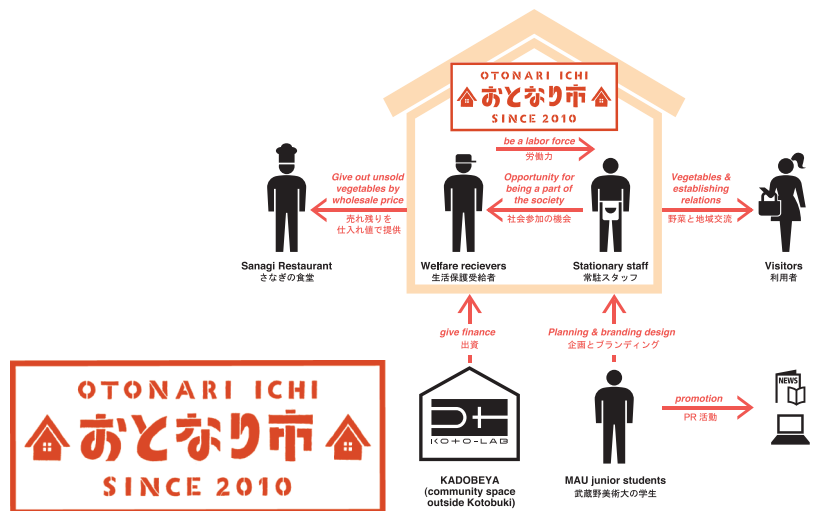 OTONARI ICHI
おとなり市
SINCE 2010
be a labor force
労働力
Give out unsold
vegetables by
wholesale price
売れ残りを
仕入れ値で提供
Opportunity for
being a part of
the society
社会参加の機会
Vegetables &
establishing
relations
野菜と地域交流
Sanagi Restaurant
さなぎの食堂
Welfare recievers
生活保護受給者
Stationary staff
常駐スタッフ
Visitors
利用者
give finance
出資
Planning & branding design
企画とブランディング
OTONARI ICHI
おとなり市
SINCE 2010
KOTO-LAB
promotion
PR 活動
NEWS
KADOBEYA
(community space
outside Kotobuki)
MAU junior students
武蔵野美術大の学生